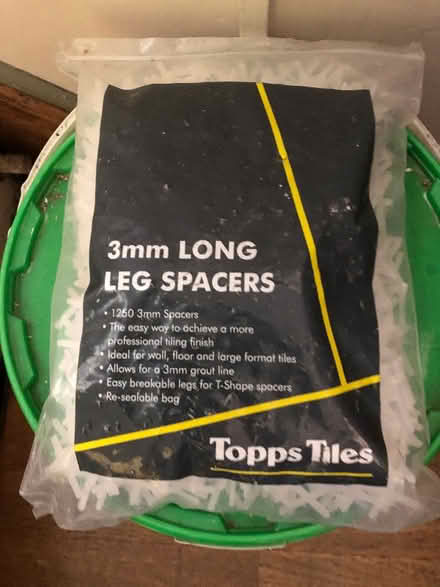 3mm LONG
LEG SPACERS
• 1250 3mm Spacers
• The easy way to achieve a more
professional tiling finish
• Ideal for wall, floor and large format tiles
• Allows for a 3mm grout line
• Easy breakable legs for T-Shape spacers
• Re-sealable bag
Topps Tiles